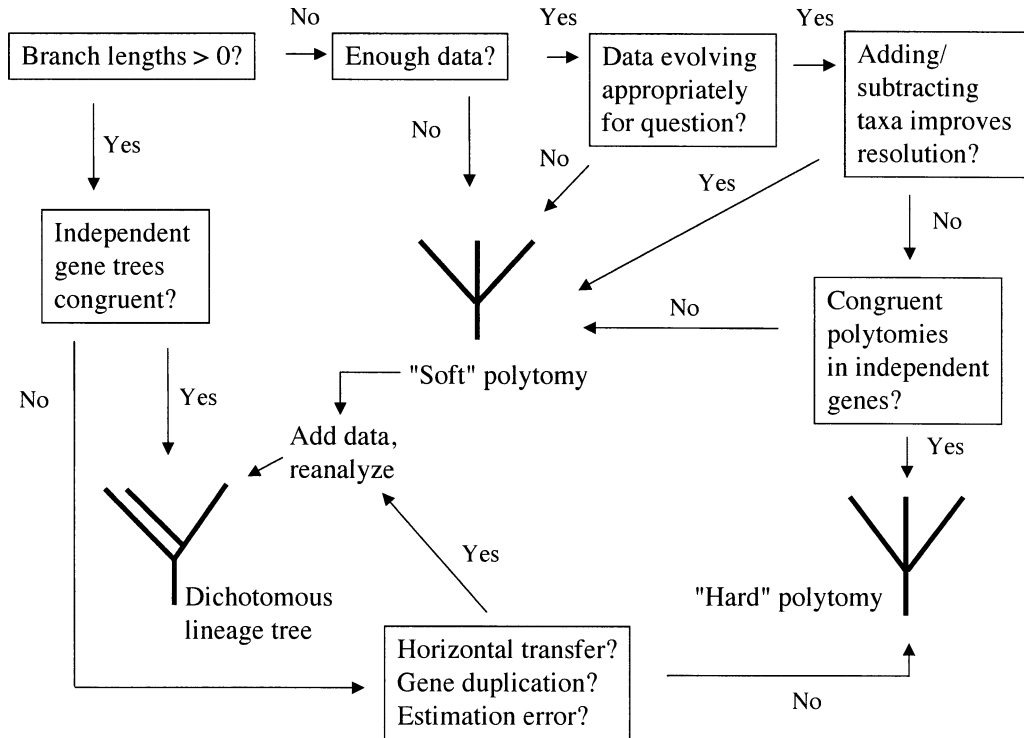 No
Yes
Yes
Branch lengths > 0?
Enough data?
Data evolving
appropriately
for question?
Adding/
subtracting
taxa improves
resolution?
Yes
No
No
Yes
No
Independent
gene trees
congruent?
Congruent
polytomies
in independent
genes?
No
"Soft" polytomy
No
Yes
Add data,
reanalyze
Yes
Yes
Dichotomous
lineage tree
"Hard" polytomy
Horizontal transfer?
Gene duplication?
Estimation error?
No